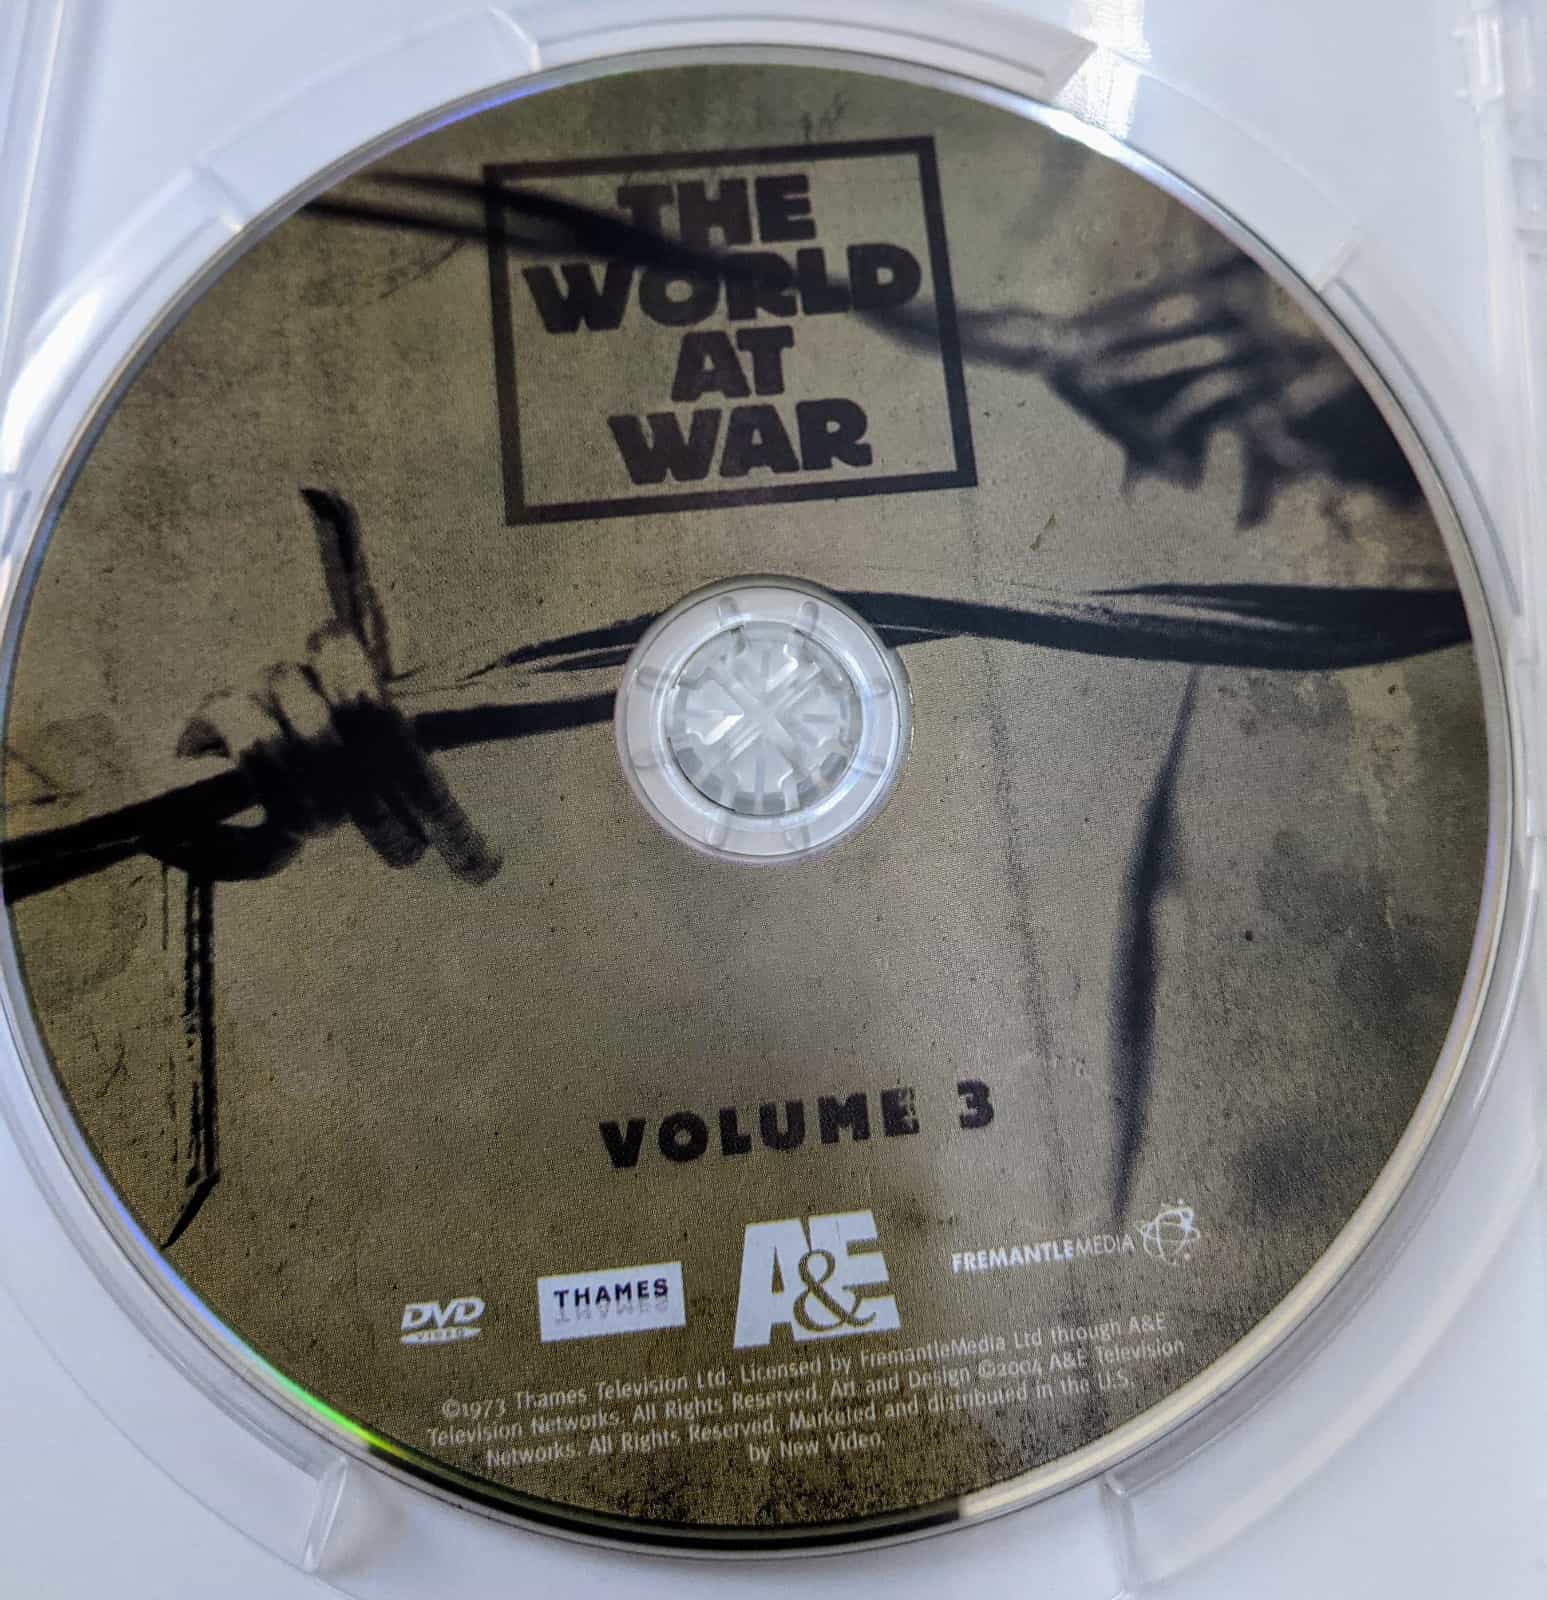 THE
WORLD
AT
WAR
VOLUME 3
DVD
VIDEO
THAMES
A&E
FREMANTLEMEDIA
©1973 Thames Television Ltd. Licensed by FremantleMedia Ltd through A&E
Television Networks. All Rights Reserved. Art and Design ©2004 A&E Television
Networks. All Rights Reserved. Marketed and distributed in the U.S.
by New Video.